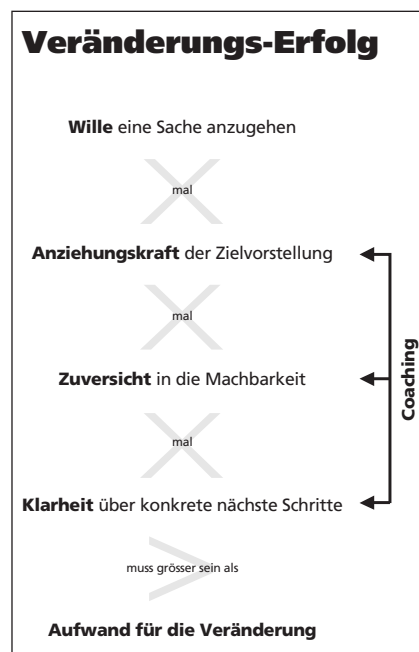 Veränderungs-Erfolg
Wille eine Sache anzugehen
mal
Anziehungskraft der Zielvorstellung
mal
Zuversicht in die Machbarkeit
mal
Klarheit über konkrete nächste Schritte
muss grösser sein als
Aufwand für die Veränderung
Coaching